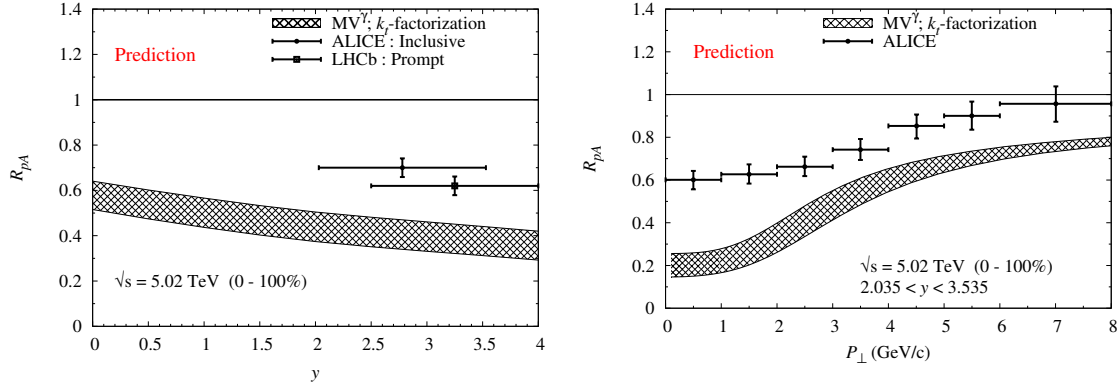 MV^γ; k_t-factorization
ALICE : Inclusive
LHCb : Prompt
Prediction
1.4
1.2
1
0.8
0.6
0.4
0.2
0
R_pA
√s = 5.02 TeV (0 - 100%)
0 0.5 1 1.5 2 2.5 3 3.5 4
y
MV^γ; k_t-factorization
ALICE
Prediction
1.4
1.2
1
0.8
0.6
0.4
0.2
0
R_pA
√s = 5.02 TeV (0 - 100%)
2.035 < y < 3.535
0 1 2 3 4 5 6 7 8
P_⊥ (GeV/c)